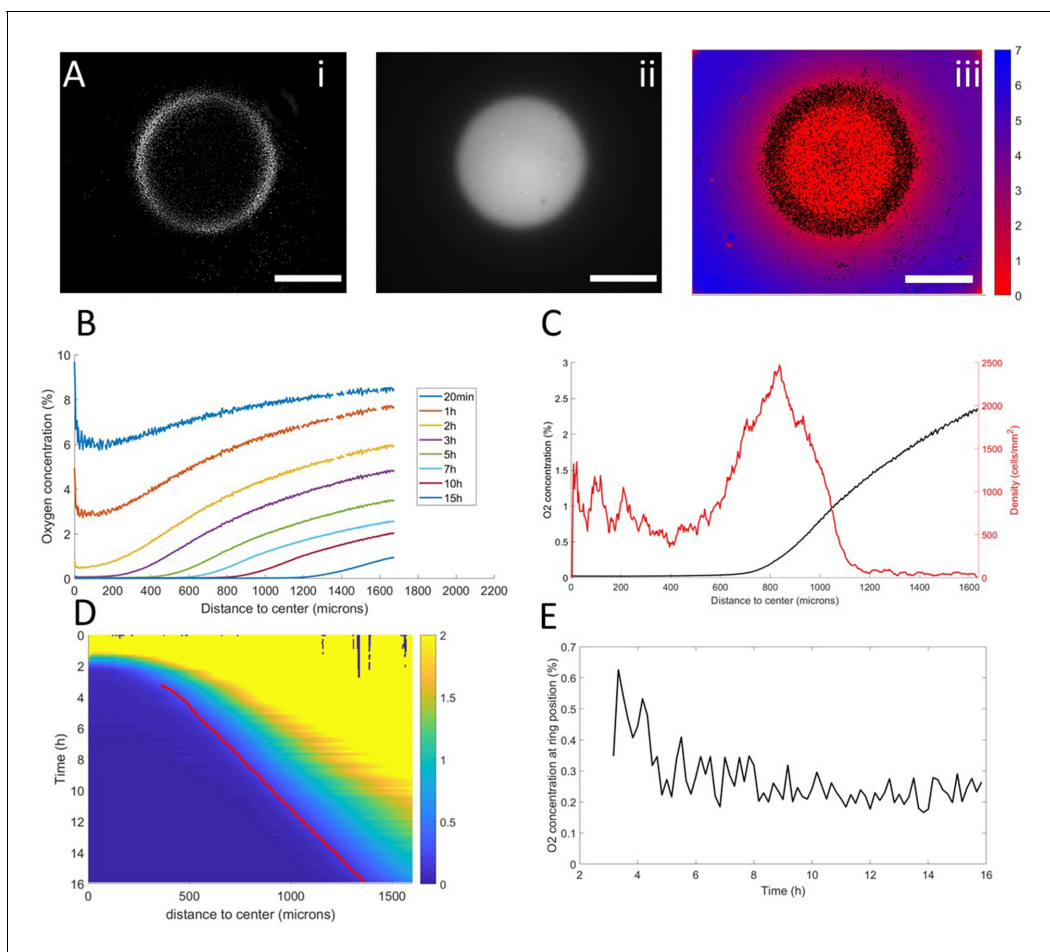 A
i
ii
iii
7
6
5
4
3
2
1
0
B
10
8
6
4
2
0
Oxygen concentration (%)
0 200 400 600 800 1000 1200 1400 1600 1800 2000 2200
Distance to center (microns)
20min
1h
2h
3h
5h
7h
10h
15h
C
3
2.5
2
1.5
1
0.5
0
O2 concentration (%)
2500
2000
1500
1000
500
0
Density (cells/mm²)
0 200 400 600 800 1000 1200 1400 1600
Distance to center (microns)
D
0
2
4
6
8
10
12
14
16
Time (h)
0 500 1000 1500
distance to center (microns)
2
1.5
1
0.5
0
E
0.7
0.6
0.5
0.4
0.3
0.2
0.1
0
O2 concentration at ring position (%)
2 4 6 8 10 12 14 16
Time (h)